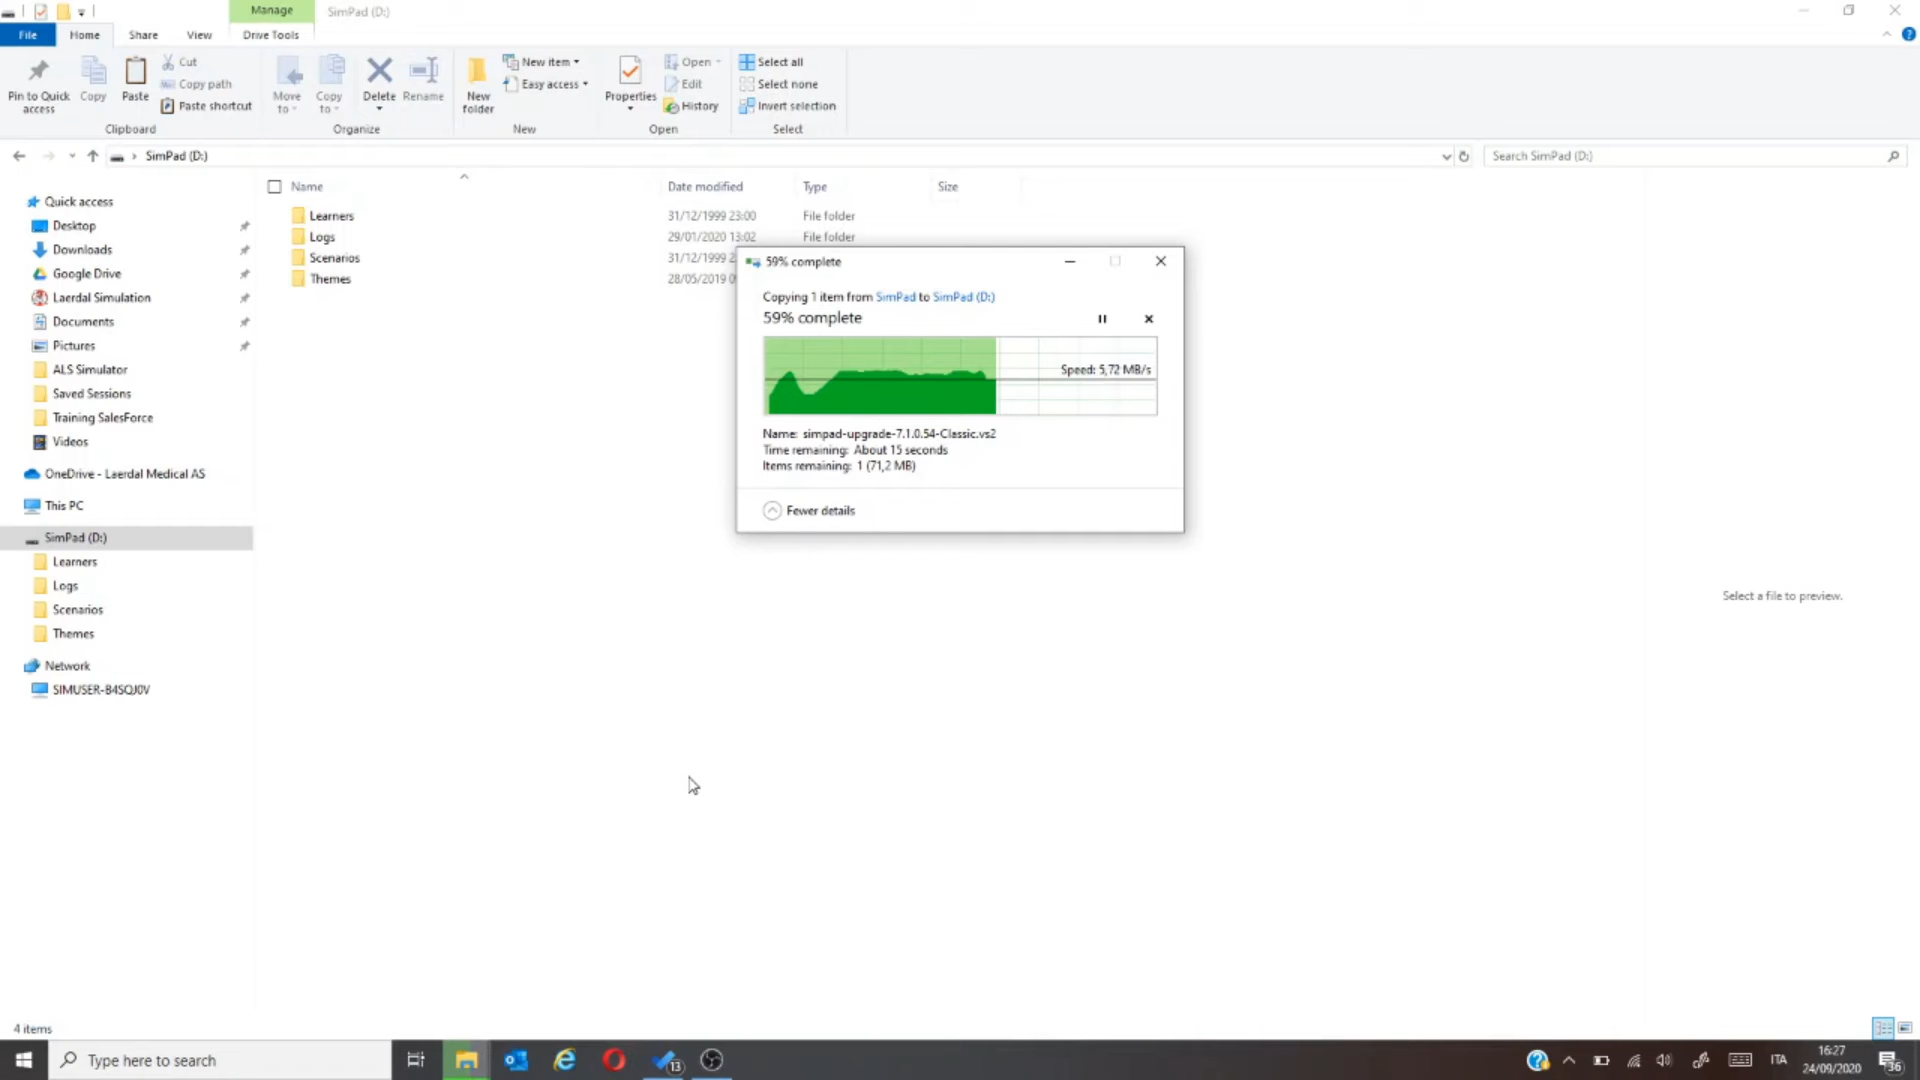 Manage
SimPad (D:)
File
Home
Share
View
Drive Tools
Pin to Quick access
Copy
Paste
Cut
Copy path
Paste shortcut
Clipboard
Move to
Copy to
Delete
Rename
Organize
New folder
New item
Easy access
New
Properties
Open
Edit
History
Open
Select all
Select none
Invert selection
Select
SimPad (D:)
Search SimPad (D:)
Name
Date modified
Type
Size
Learners 31/12/1999 23:00 File folder
Logs 29/01/2020 13:02 File folder
Scenarios 31/12/1999
Themes 28/05/2019
Quick access
Desktop
Downloads
Google Drive
Laerdal Simulation
Documents
Pictures
ALS Simulator
Saved Sessions
Training SalesForce
Videos
OneDrive - Laerdal Medical AS
This PC
SimPad (D:)
Learners
Logs
Scenarios
Themes
Network
SIMUSER-B4SQJ0V
59% complete
Copying 1 item from SimPad to SimPad (D:)
59% complete
Speed: 5,72 MB/s
Name: simpad-upgrade-7.1.0.54-Classic.vs2
Time remaining: About 15 seconds
Items remaining: 1 (71,2 MB)
Fewer details
Select a file to preview.
4 items
Type here to search
13
ITA
16:27
24/09/2020
36